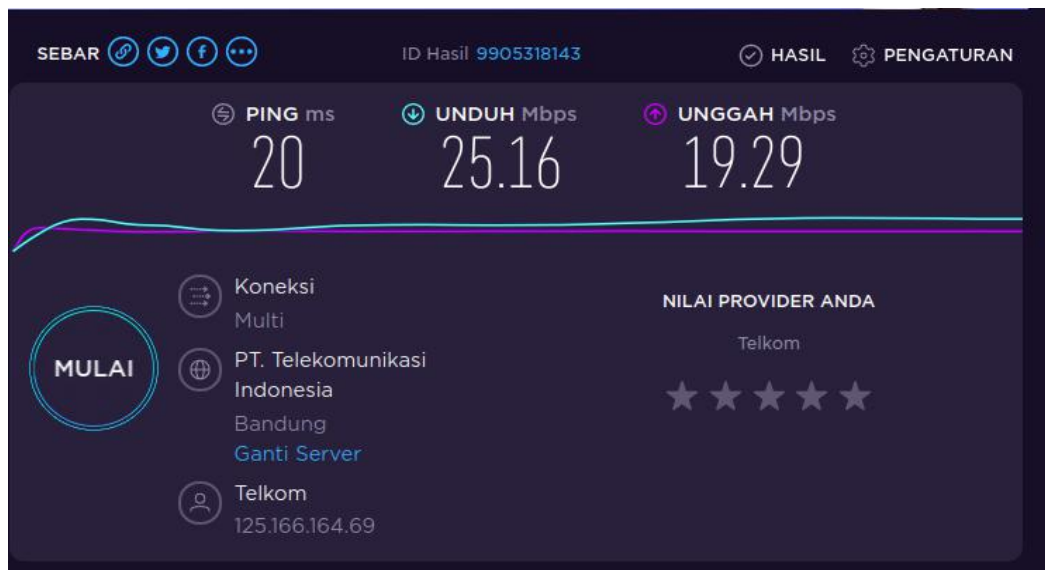 SEBAR
ID Hasil 9905318143
HASIL
PENGATURAN
PING ms
UNDUH Mbps
UNGGAH Mbps
20
25.16
19.29
MULAI
Koneksi
Multi
PT. Telekomunikasi
Indonesia
Bandung
Ganti Server
Telkom
125.166.164.69
NILAI PROVIDER ANDA
Telkom